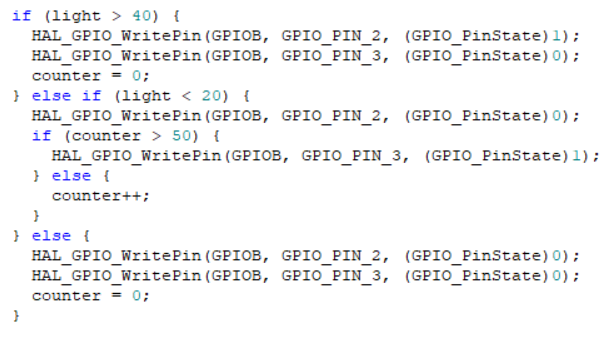 if (light > 40) {
  HAL_GPIO_WritePin(GPIOB, GPIO_PIN_2, (GPIO_PinState)1);
  HAL_GPIO_WritePin(GPIOB, GPIO_PIN_3, (GPIO_PinState)0);
  counter = 0;
} else if (light < 20) {
  HAL_GPIO_WritePin(GPIOB, GPIO_PIN_2, (GPIO_PinState)0);
  if (counter > 50) {
    HAL_GPIO_WritePin(GPIOB, GPIO_PIN_3, (GPIO_PinState)1);
  } else {
    counter++;
  }
} else {
  HAL_GPIO_WritePin(GPIOB, GPIO_PIN_2, (GPIO_PinState)0);
  HAL_GPIO_WritePin(GPIOB, GPIO_PIN_3, (GPIO_PinState)0);
  counter = 0;
}